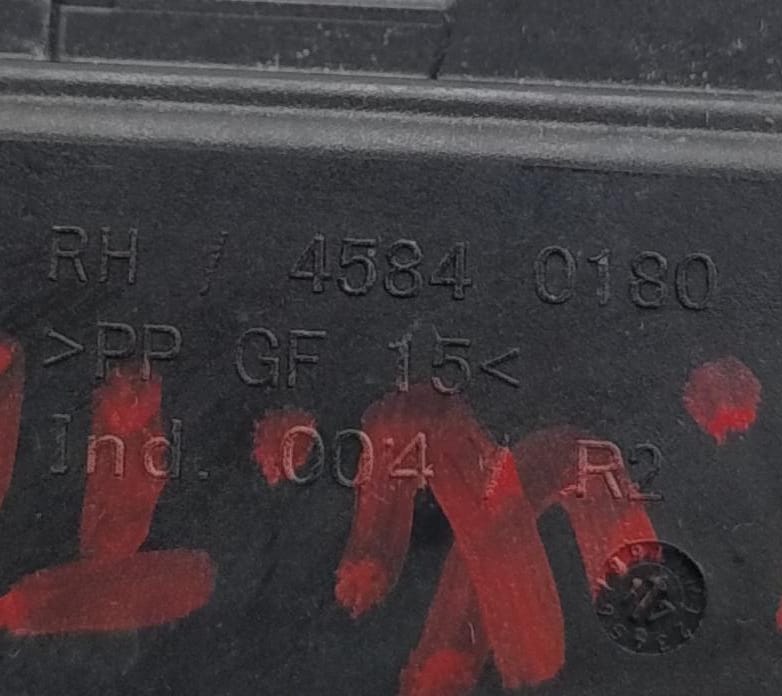 RH / 4584 0180
>PP GF 15<
Ind. 004 / R2